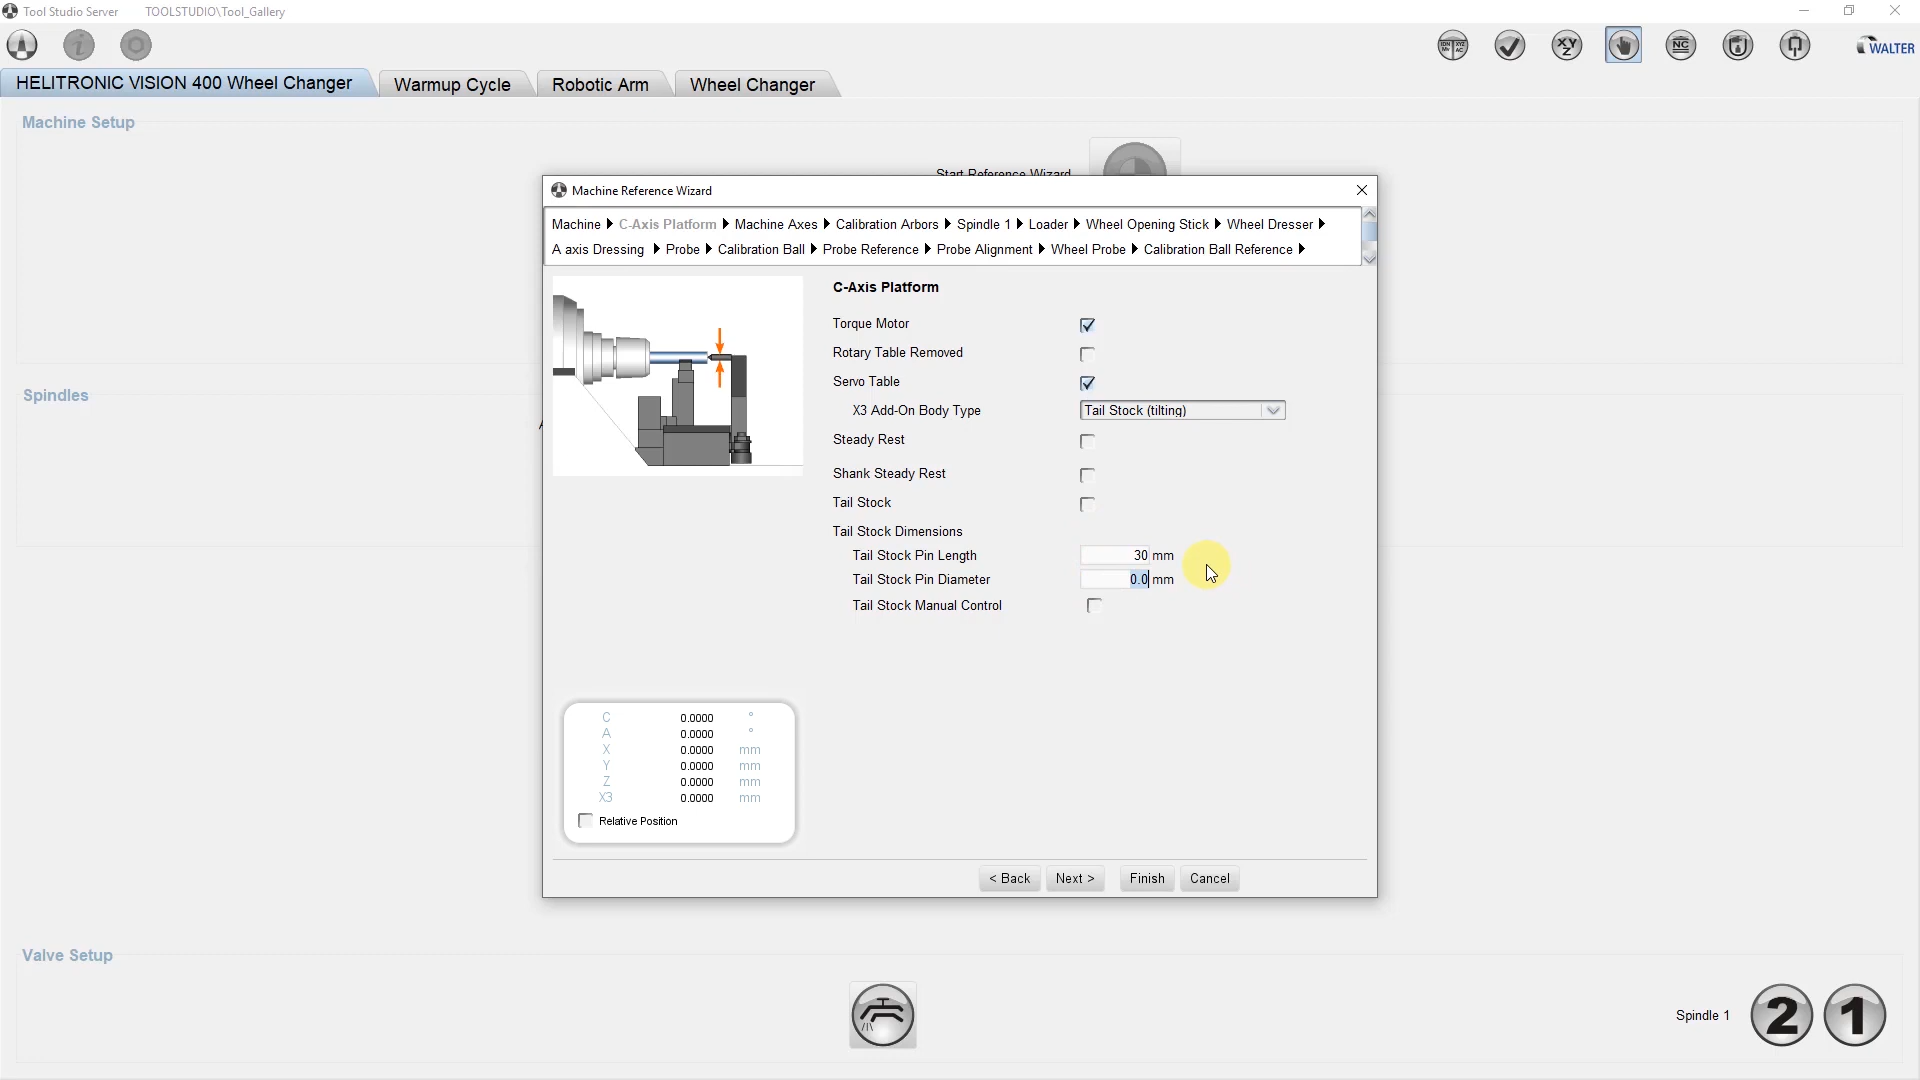 Tool Studio Server TOOLSTUDIO\Tool_Gallery
IDN Nv XYZ AC
XY Z
NC
WALTER
HELITRONIC VISION 400 Wheel Changer Warmup Cycle Robotic Arm Wheel Changer
Machine Setup
Start Reference Wizard
Machine Reference Wizard
Machine C-Axis Platform Machine Axes Calibration Arbors Spindle 1 Loader Wheel Opening Stick Wheel Dresser
A axis Dressing Probe Calibration Ball Probe Reference Probe Alignment Wheel Probe Calibration Ball Reference
C-Axis Platform
Torque Motor
Rotary Table Removed
Servo Table
X3 Add-On Body Type Tail Stock (tilting)
Steady Rest
Shank Steady Rest
Tail Stock
Tail Stock Dimensions
Tail Stock Pin Length 30 mm
Tail Stock Pin Diameter 0.0 mm
Tail Stock Manual Control
C 0.0000 °
A 0.0000 °
X 0.0000 mm
Y 0.0000 mm
Z 0.0000 mm
X3 0.0000 mm
Relative Position
< Back Next > Finish Cancel
Spindles
Valve Setup
Spindle 1 2 1